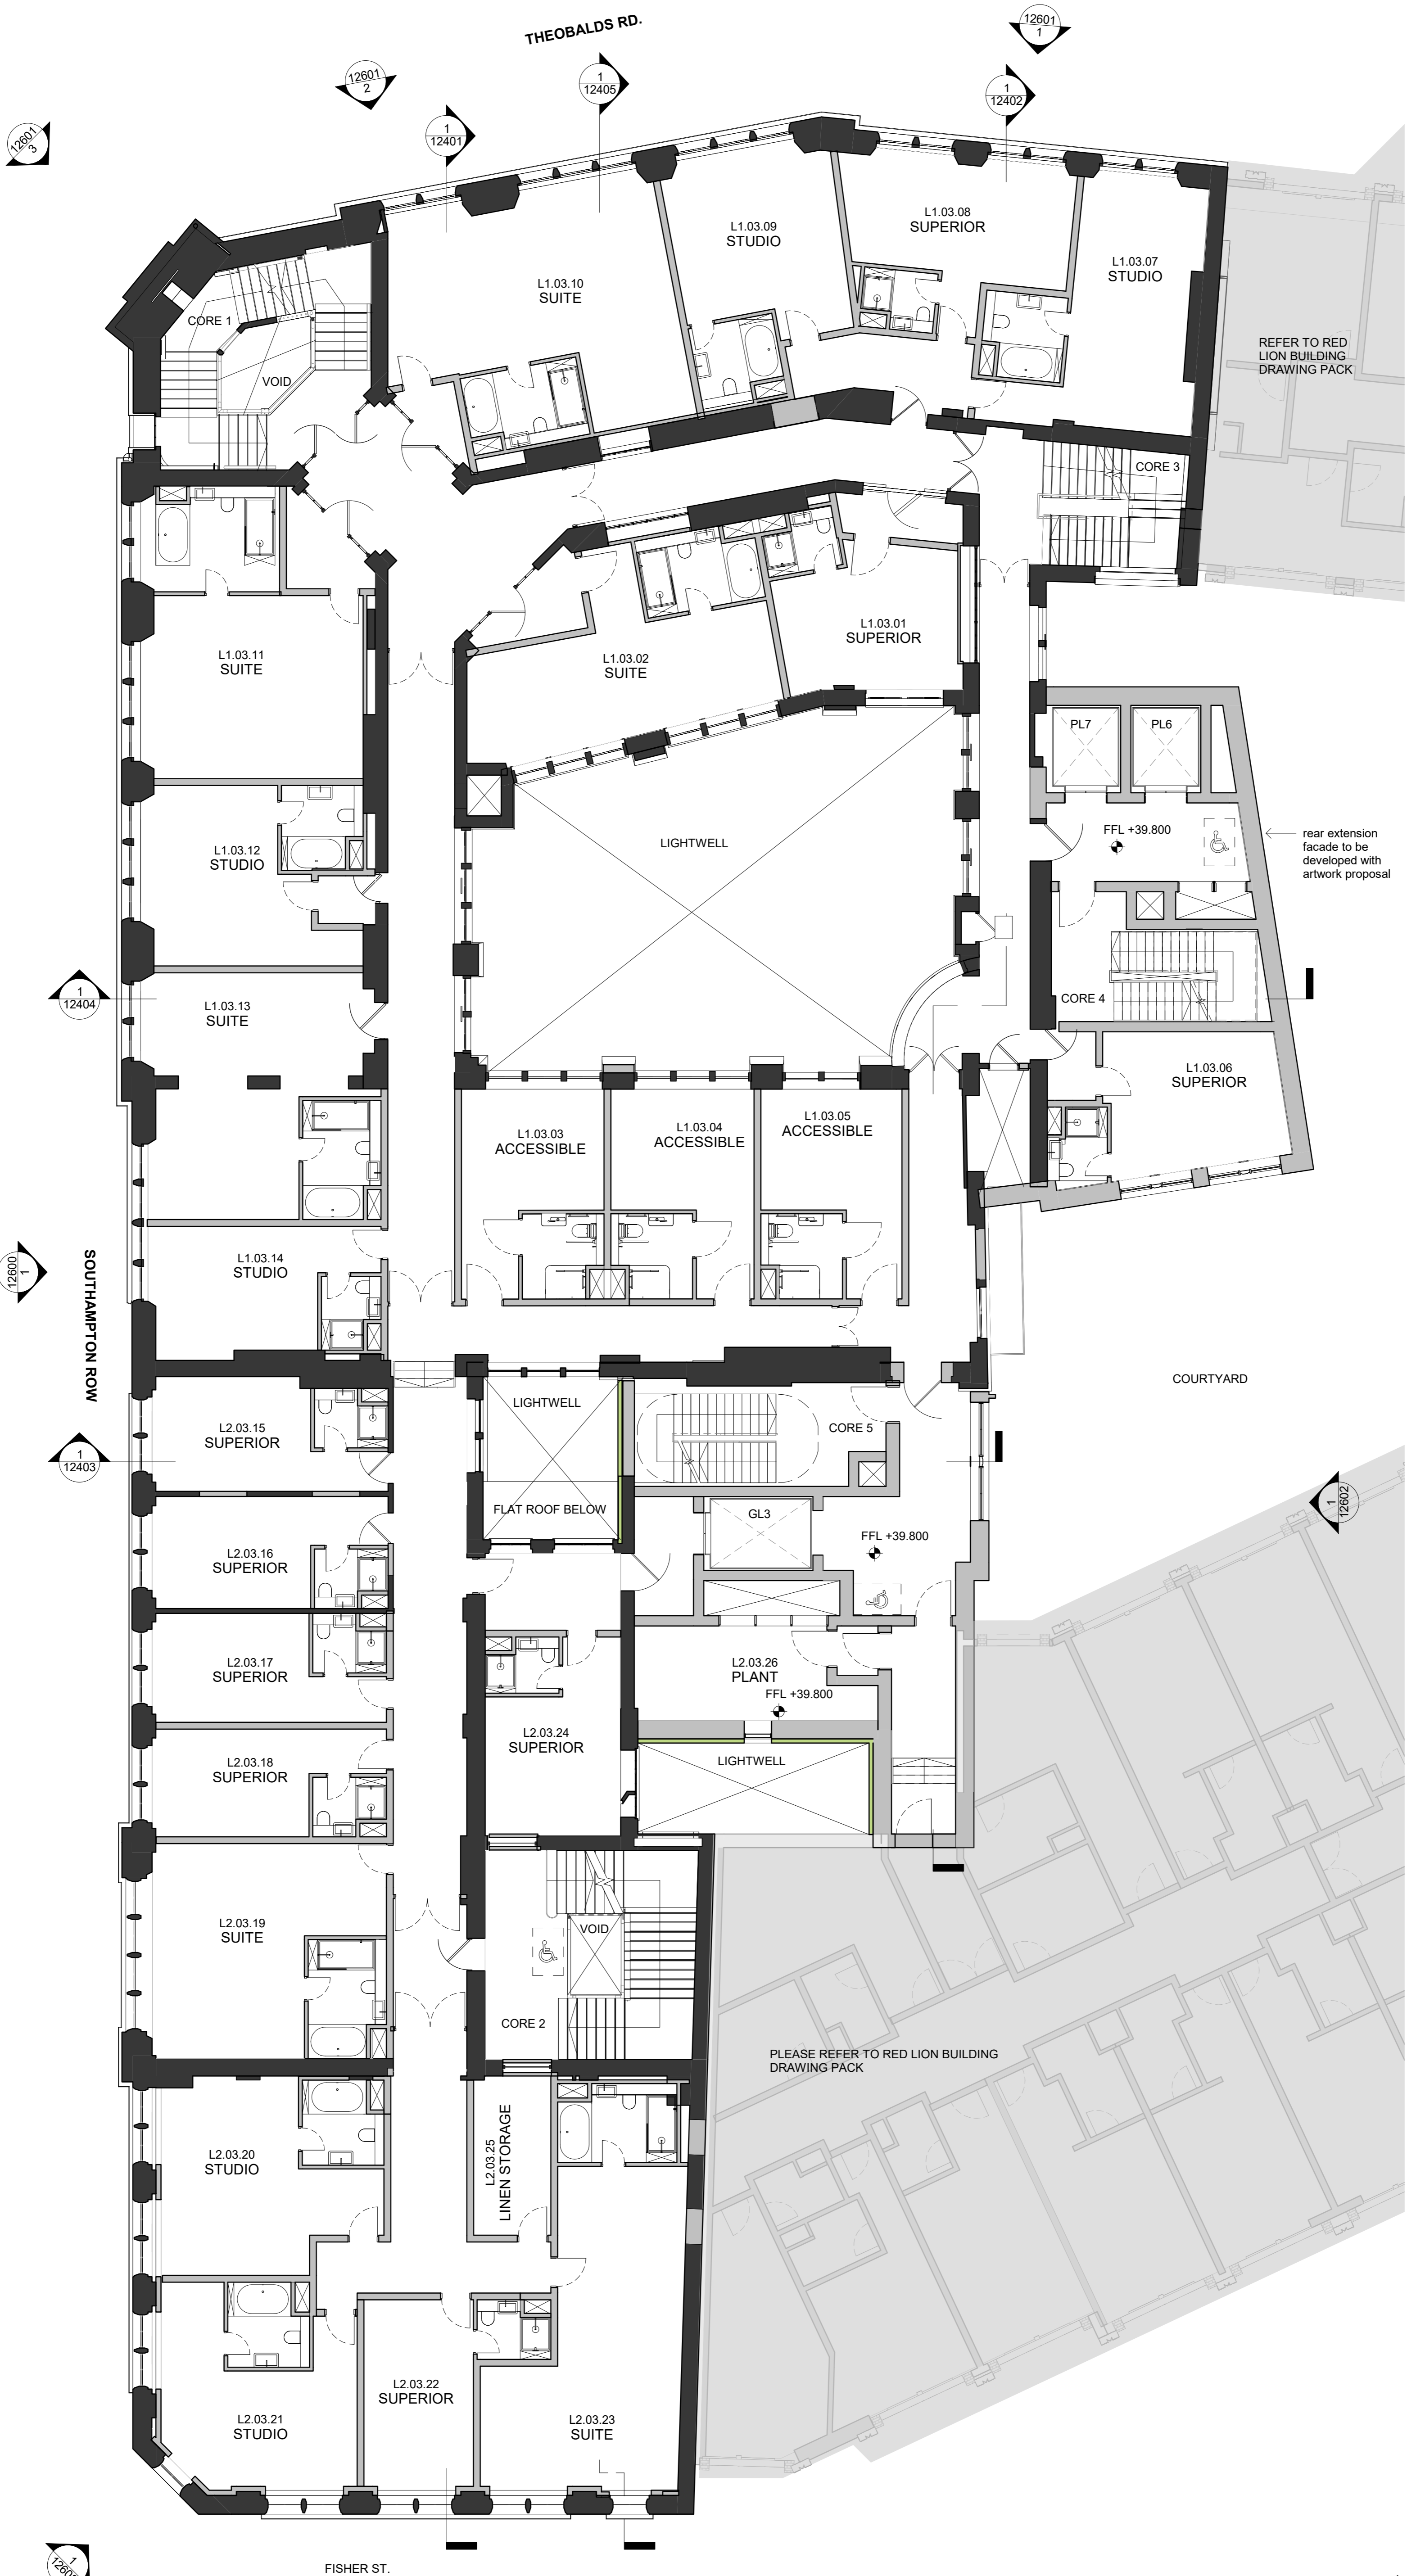 THEOBALDS RD.
12601
1
12601
2
1
12405
1
12402
12601
3
1
12401
L1.03.08
SUPERIOR
L1.03.09
STUDIO
L1.03.07
STUDIO
L1.03.10
SUITE
CORE 1
VOID
REFER TO RED
LION BUILDING
DRAWING PACK
CORE 3
L1.03.01
SUPERIOR
L1.03.11
SUITE
L1.03.02
SUITE
PL7
PL6
LIGHTWELL
FFL +39.800
rear extension
facade to be
developed with
artwork proposal
L1.03.12
STUDIO
1
12404
L1.03.13
SUITE
CORE 4
L1.03.06
SUPERIOR
L1.03.03
ACCESSIBLE
L1.03.04
ACCESSIBLE
L1.03.05
ACCESSIBLE
12600
1
SOUTHAMPTON ROW
L1.03.14
STUDIO
COURTYARD
LIGHTWELL
L2.03.15
SUPERIOR
CORE 5
1
12403
FLAT ROOF BELOW
GL3
FFL +39.800
1
12602
L2.03.16
SUPERIOR
L2.03.17
SUPERIOR
L2.03.26
PLANT
FFL +39.800
L2.03.24
SUPERIOR
LIGHTWELL
L2.03.18
SUPERIOR
L2.03.19
SUITE
VOID
CORE 2
PLEASE REFER TO RED LION BUILDING
DRAWING PACK
L2.03.20
STUDIO
L2.03.25
LINEN STORAGE
L2.03.22
SUPERIOR
L2.03.21
STUDIO
L2.03.23
SUITE
1
FISHER ST.